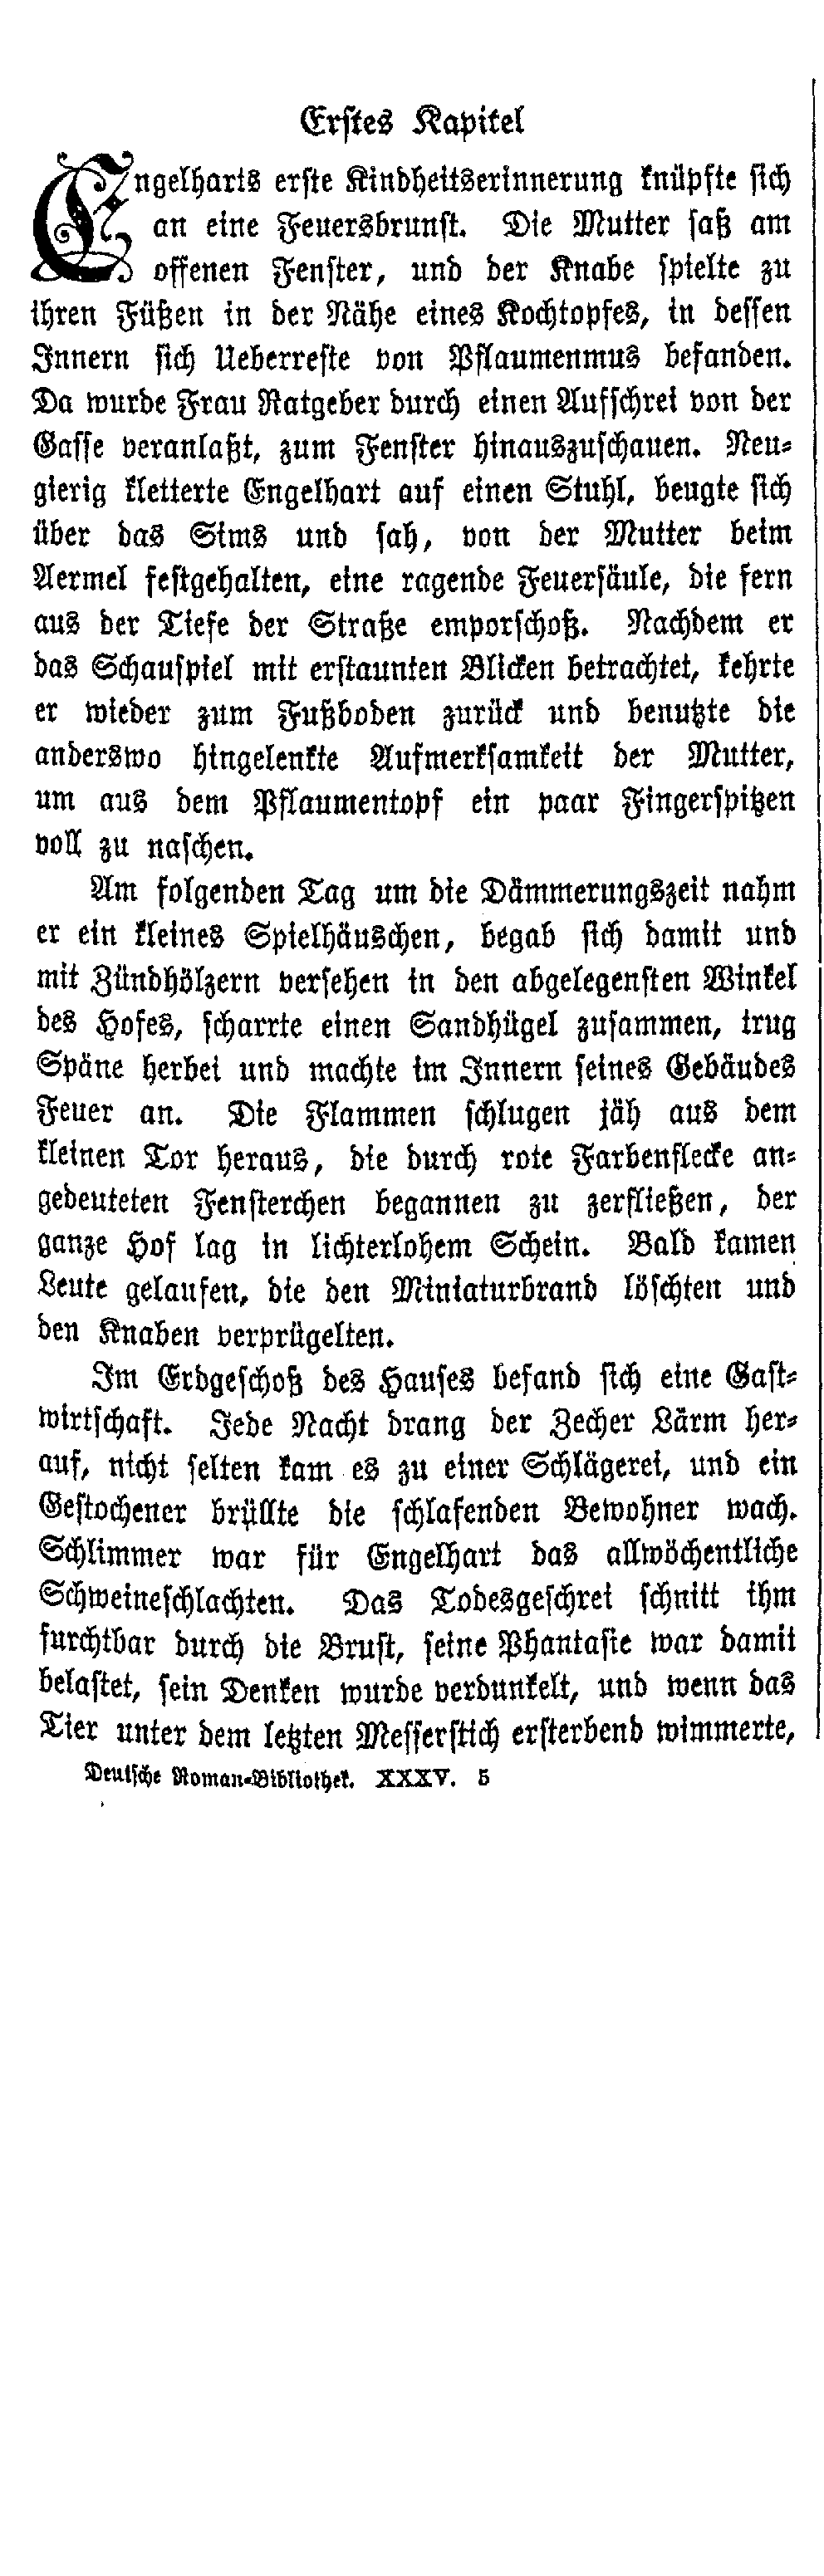 Erstes Kapitel
Engelharts erste Kindheitserinnerung knüpfte sich
an eine Feuersbrunst. Die Mutter saß am
offenen Fenster, und der Knabe spielte zu
ihren Füßen in der Nähe eines Kochtopfes, in dessen
Innern sich Ueberreste von Pflaumenmus befanden.
Da wurde Frau Ratgeber durch einen Aufschrei von der
Gasse veranlaßt, zum Fenster hinauszuschauen. Neu-
gierig kletterte Engelhart auf einen Stuhl, beugte sich
über das Sims und sah, von der Mutter beim
Aermel festgehalten, eine ragende Feuersäule, die fern
aus der Tiefe der Straße emporschoß. Nachdem er
das Schauspiel mit erstaunten Blicken betrachtet, kehrte
er wieder zum Fußboden zurück und benutzte die
anderswo hingelenkte Aufmerksamkeit der Mutter,
um aus dem Pflaumentopf ein paar Fingerspitzen
voll zu naschen.
Am folgenden Tag um die Dämmerungszeit nahm
er ein kleines Spielhäuschen, begab sich damit und
mit Zündhölzern versehen in den abgelegensten Winkel
des Hofes, scharrte einen Sandhügel zusammen, trug
Späne herbei und machte im Innern seines Gebäudes
Feuer an. Die Flammen schlugen jäh aus dem
kleinen Tor heraus, die durch rote Farbenflecke an-
gedeuteten Fensterchen begannen zu zerfließen, der
ganze Hof lag in lichterlohem Schein. Bald kamen
Leute gelaufen, die den Miniaturbrand löschten und
den Knaben verprügelten.
Im Erdgeschoß des Hauses befand sich eine Gast-
wirtschaft. Jede Nacht drang der Zecher Lärm her-
auf, nicht selten kam es zu einer Schlägerei, und ein
Gestochener brüllte die schlafenden Bewohner wach.
Schlimmer war für Engelhart das allwöchentliche
Schweineschlachten. Das Todesgeschrei schnitt ihm
furchtbar durch die Brust, seine Phantasie war damit
belastet, sein Denken wurde verdunkelt, und wenn das
Tier unter dem letzten Messerstich ersterbend wimmerte,
Deutsche Roman-Bibliothek. XXXV. 5